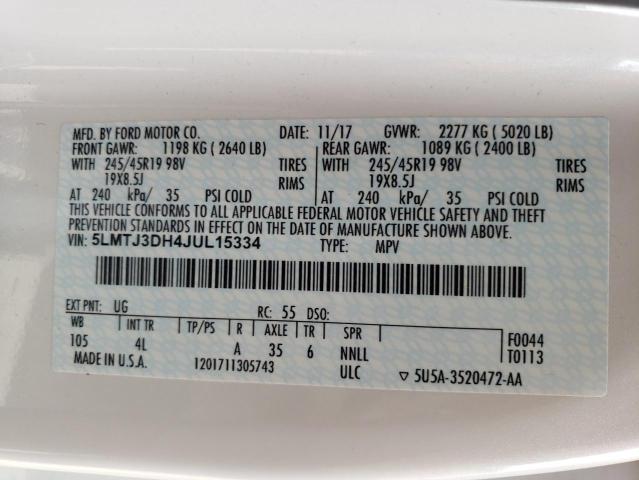 MFD. BY FORD MOTOR CO. DATE: 11/17 GVWR: 2277 KG ( 5020 LB)
FRONT GAWR: 1198 KG ( 2640 LB) REAR GAWR: 1089 KG ( 2400 LB)
WITH 245/45R19 98V TIRES WITH 245/45R19 98V TIRES
19X8.5J RIMS 19X8.5J RIMS
AT 240 kPa/ 35 PSI COLD AT 240 kPa/ 35 PSI COLD
THIS VEHICLE CONFORMS TO ALL APPLICABLE FEDERAL MOTOR VEHICLE SAFETY AND THEFT
PREVENTION STANDARDS IN EFFECT ON THE DATE OF MANUFACTURE SHOWN ABOVE.
VIN: 5LMTJ3DH4JUL15334 TYPE: MPV
EXT PNT: UG RC: 55 DSO:
WB INT TR TP/PS R AXLE TR SPR F0044
105 4L A 35 6 NNLL T0113
MADE IN U.S.A. 1201711305743 ULC ▽ 5U5A-3520472-AA